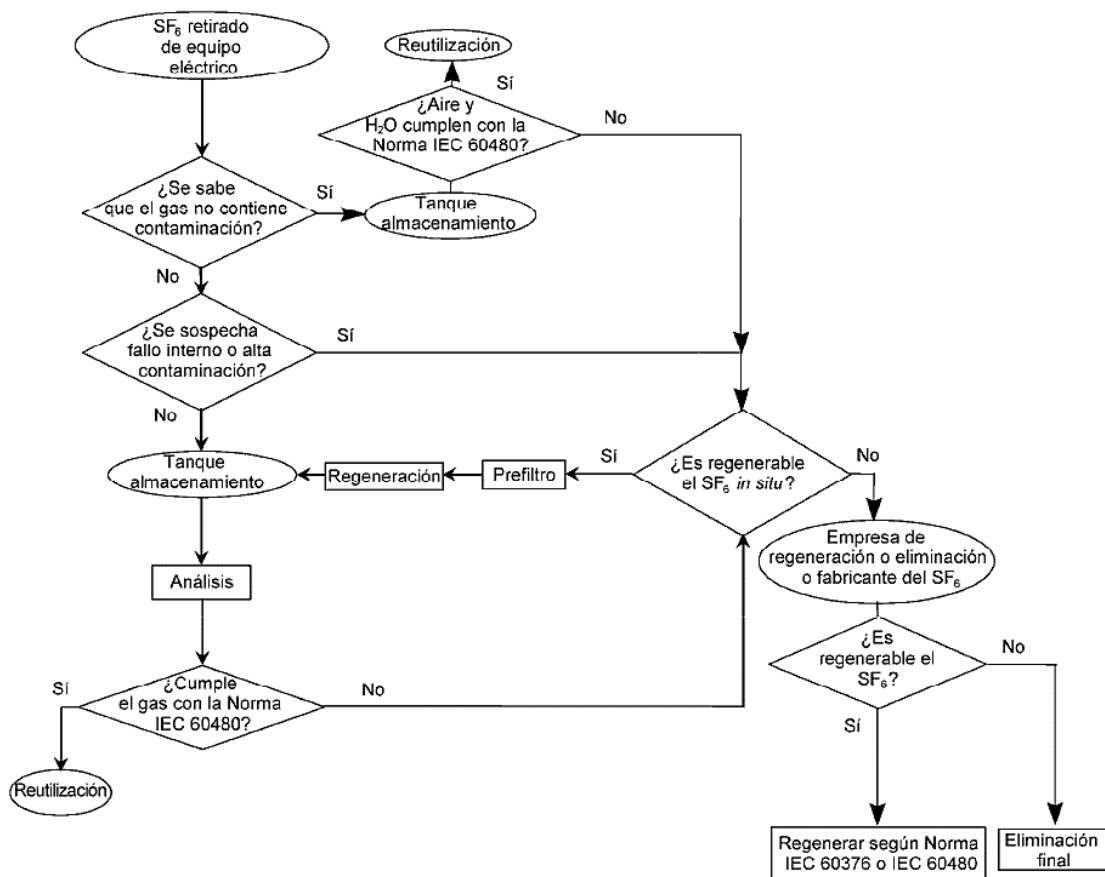 SF₆ retirado
de equipo
eléctrico
Reutilización
Sí
¿Aire y
H₂O cumplen con la
Norma IEC 60480?
No
¿Se sabe
que el gas no contiene
contaminación?
Sí
Tanque
almacenamiento
No
¿Se sospecha
fallo interno o alta
contaminación?
Sí
No
Tanque
almacenamiento
Regeneración
Prefiltro
Sí
¿Es regenerable
el SF₆ in situ?
No
Empresa de
regeneración o eliminación
o fabricante del SF₆
Análisis
¿Es
regenerable el
SF₆?
No
Sí
Sí
¿Cumple
el gas con la Norma
IEC 60480?
No
Reutilización
Regenerar según Norma
IEC 60376 o IEC 60480
Eliminación
final